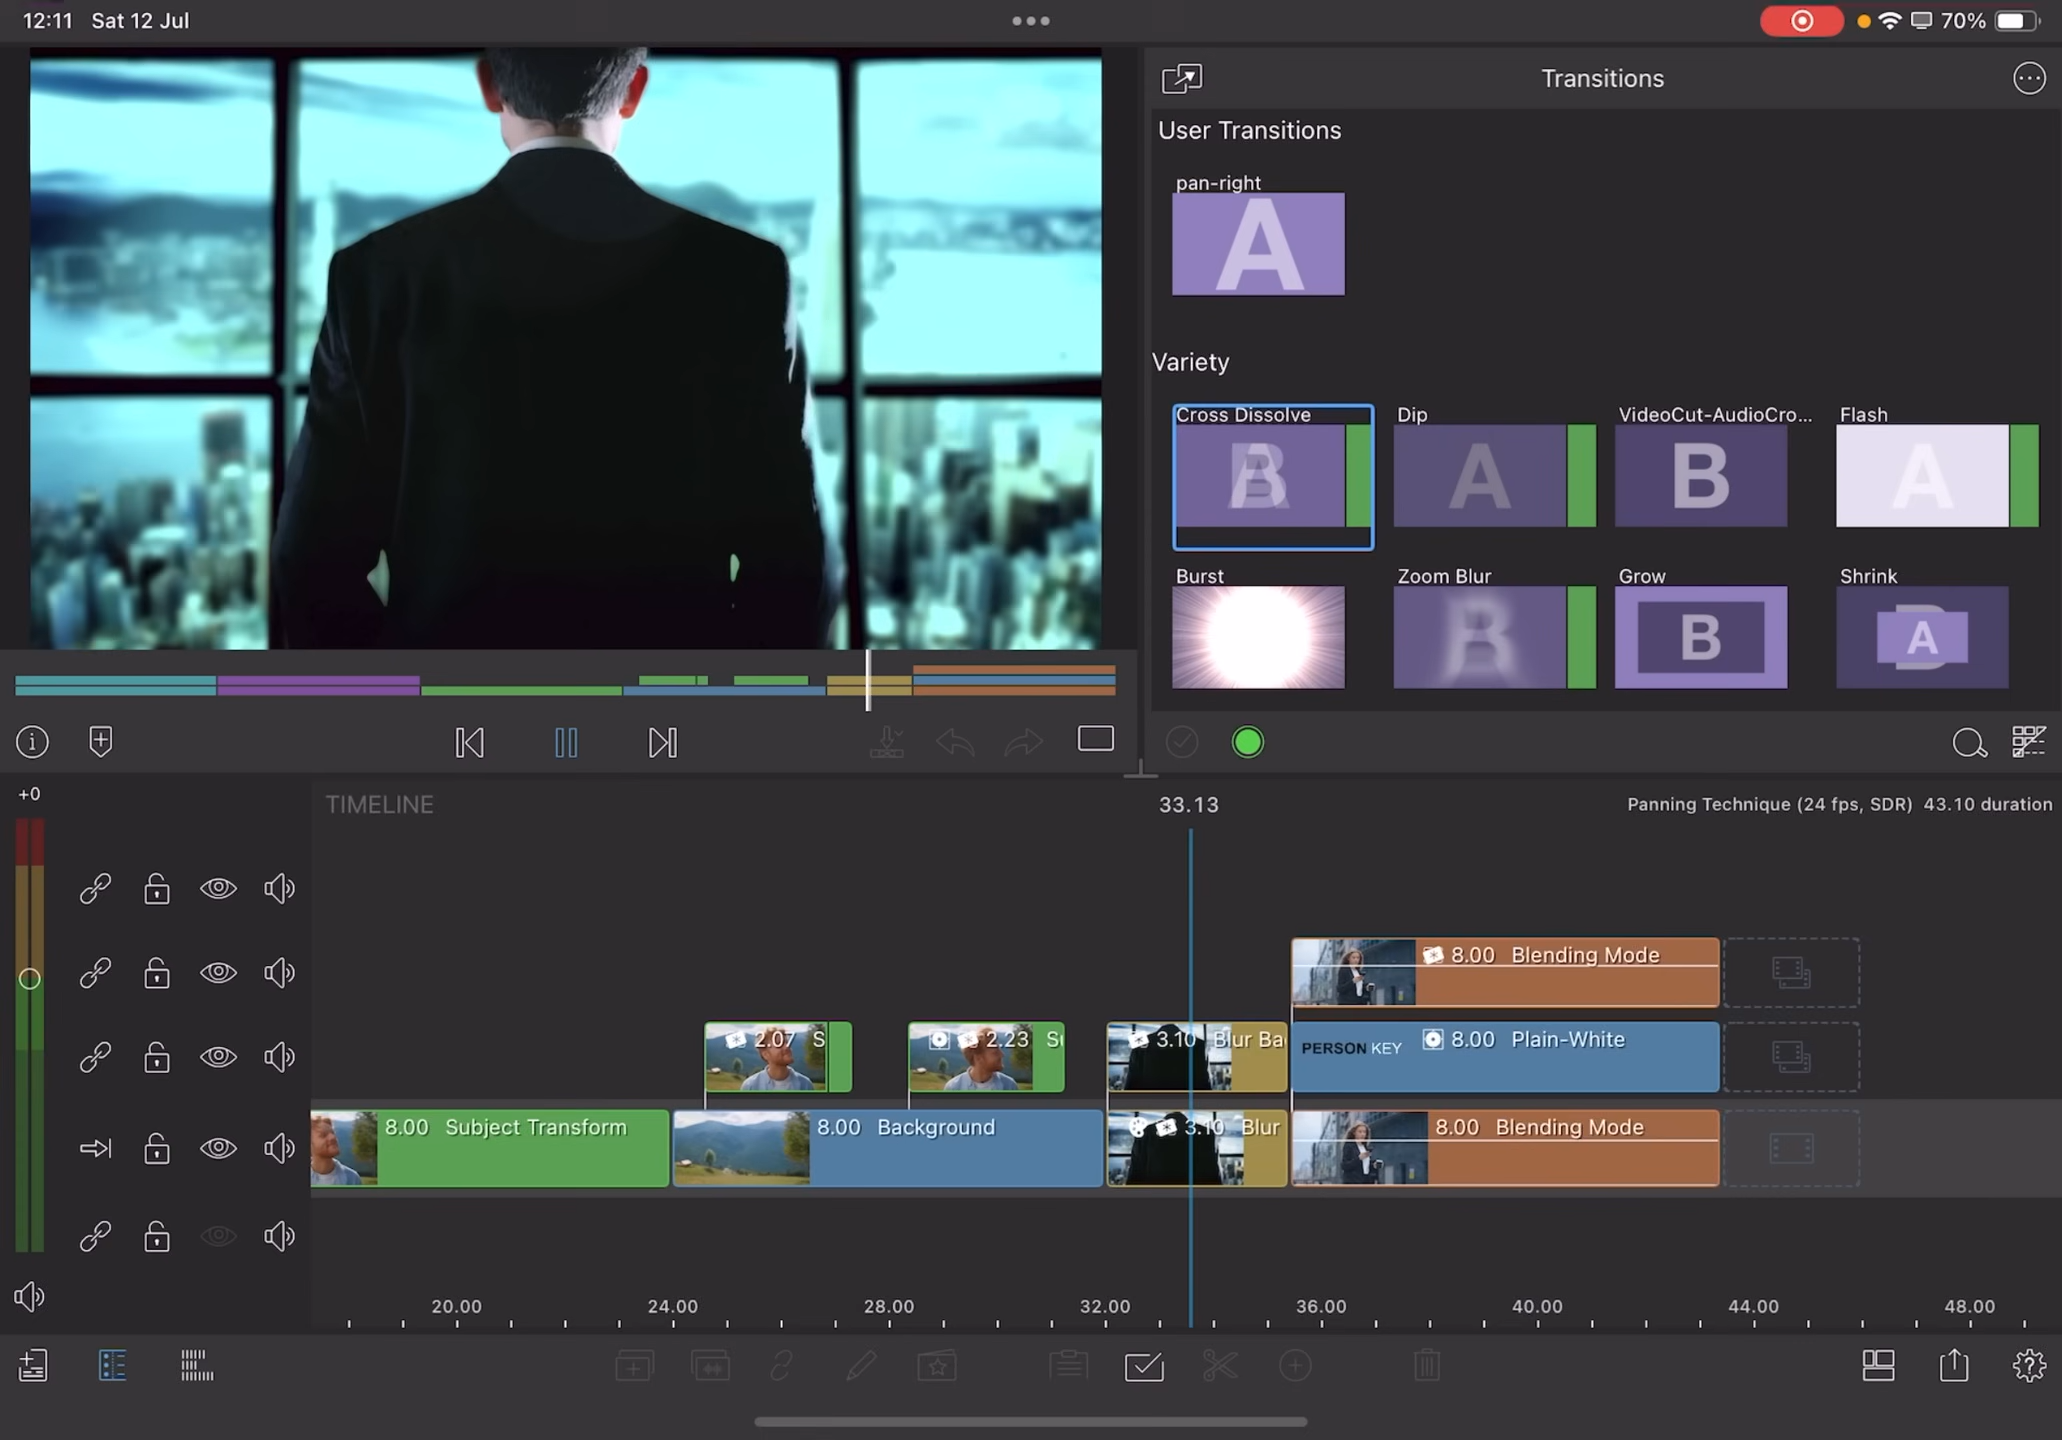 12:11 Sat 12 Jul
70%
Transitions
User Transitions
pan-right
A
Variety
Cross Dissolve
Dip
VideoCut-AudioCro...
Flash
A
B
A
Burst
Zoom Blur
Grow
Shrink
B
B
A
+0
TIMELINE
33.13
Panning Technique (24 fps, SDR) 43.10 duration
8.00 Blending Mode
2.07 S
2.23
3.10 Blur Ba
PERSON KEY
8.00 Plain-White
8.00 Subject Transform
8.00 Background
3.10 Blur
8.00 Blending Mode
20.00
24.00
28.00
32.00
36.00
40.00
44.00
48.00